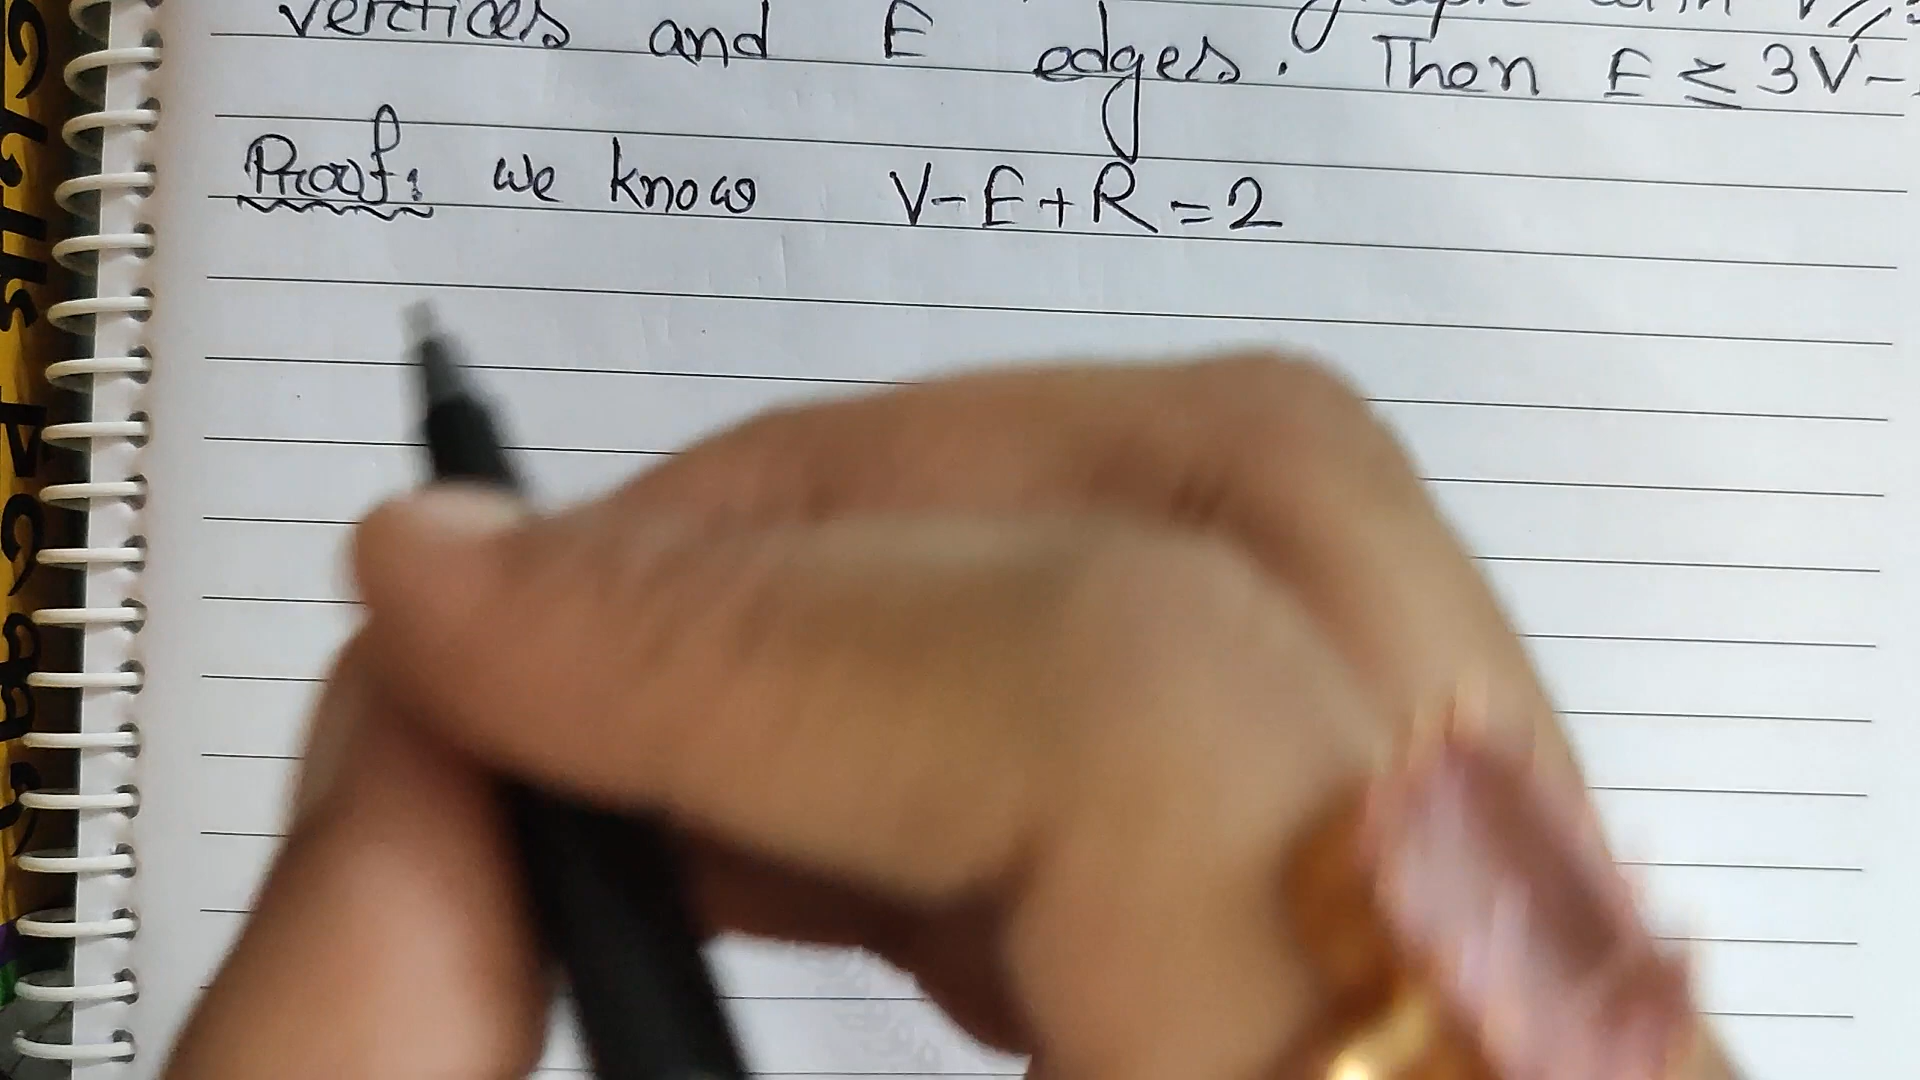 vertices and E edges. Then E ≤ 3V-
Proof: we know V-E+R=2